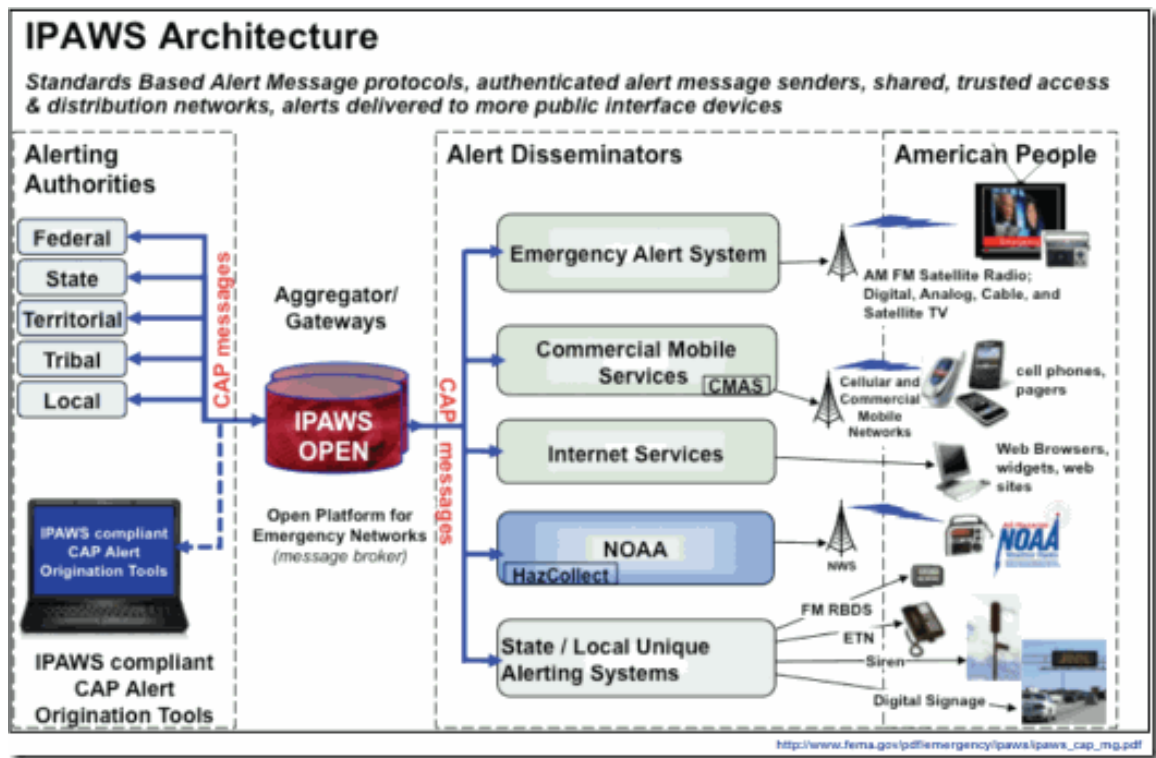 IPAWS Architecture
Standards Based Alert Message protocols, authenticated alert message senders, shared, trusted access
& distribution networks, alerts delivered to more public interface devices
Alerting
Authorities
Federal
State
Territorial
Tribal
Local
CAP messages
IPAWS compliant
CAP Alert
Origination Tools
IPAWS compliant
CAP Alert
Origination Tools
Aggregator/
Gateways
IPAWS
OPEN
Open Platform for
Emergency Networks
(message broker)
CAP messages
Alert Disseminators
Emergency Alert System
Commercial Mobile
Services
CMAS
Internet Services
NOAA
HazCollect
State / Local Unique
Alerting Systems
American People
Emergency
AM FM Satellite Radio;
Digital, Analog, Cable, and
Satellite TV
Cellular and
Commercial
Mobile
Networks
cell phones,
pagers
Web Browsers,
widgets, web
sites
NWS
NOAA
FM RBDS
ETN
Siren
Digital Signage
http://www.fema.gov/pdf/emergency/ipaws/ipaws_cap_mg.pdf